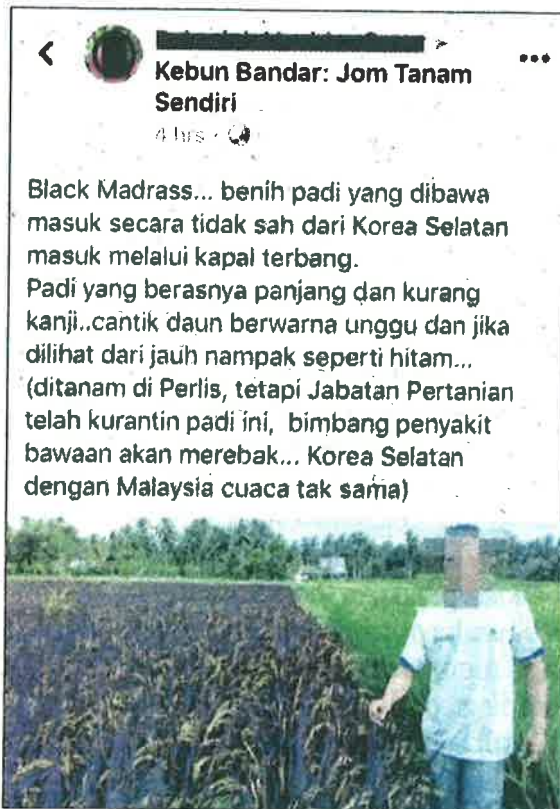 Kebun Bandar: Jom Tanam
Sendiri
4 hrs ·
Black Madrass... benih padi yang dibawa
masuk secara tidak sah dari Korea Selatan
masuk melalui kapal terbang.
Padi yang berasnya panjang dan kurang
kanji..cantik daun berwarna unggu dan jika
dilihat dari jauh nampak seperti hitam...
(ditanam di Perlis, tetapi Jabatan Pertanian
telah kurantin padi ini, bimbang penyakit
bawaan akan merebak... Korea Selatan
dengan Malaysia cuaca tak sama)